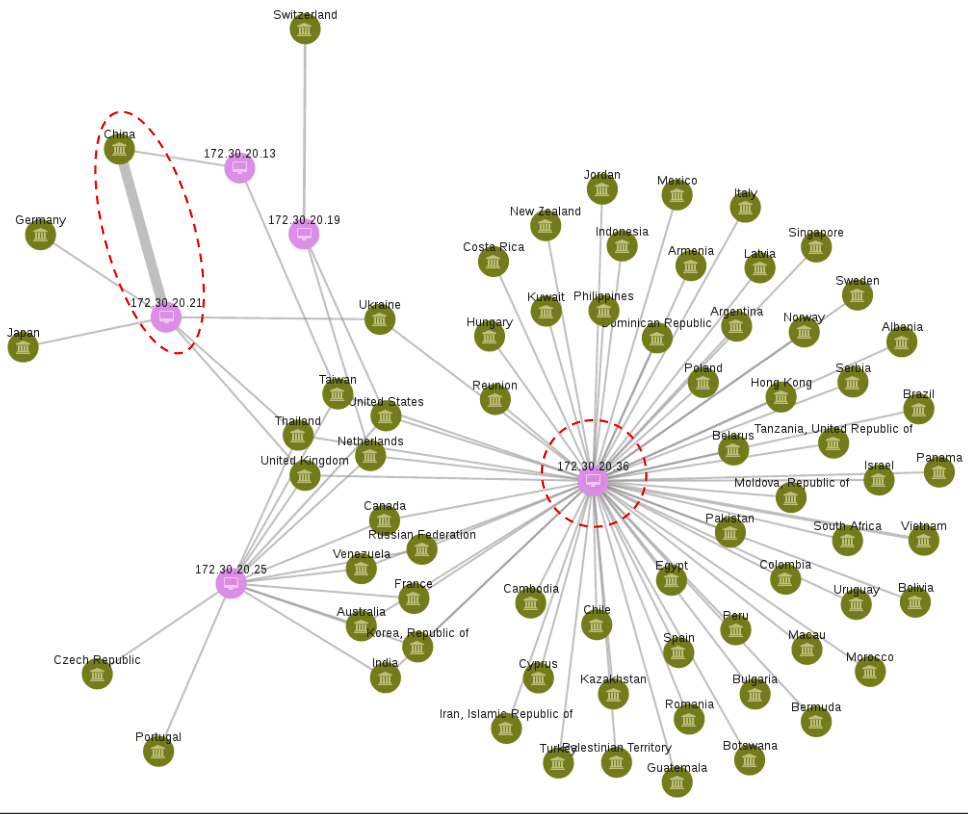 Switzerland
China
172.30.20.13
Jordan
Mexico
Italy
Germany
172.30.20.19
New Zealand
Indonesia
Singapore
Costa Rica
Armenia
Latvia
172.30.20.21
Ukraine
Kuwait
Philippines
Sweden
Japan
Hungary
Dominican Republic
Argentina
Norway
Albania
Taiwan
Reunion
Poland
Hong Kong
Serbia
United States
Brazil
Thailand
Netherlands
Belarus
Tanzania, United Republic of
United Kingdom
172.30.20.36
Israel
Panama
Moldova, Republic of
Canada
Russian Federation
Pakistan
South Africa
Vietnam
Venezuela
172.30.20.25
France
Cambodia
Egypt
Colombia
Uruguay
Bolivia
Australia
Korea, Republic of
Chile
Peru
Macau
Czech Republic
India
Cyprus
Spain
Morocco
Kazakhstan
Bulgaria
Iran, Islamic Republic of
Romania
Bermuda
Portugal
Turkey
Palestinian Territory
Botswana
Guatemala